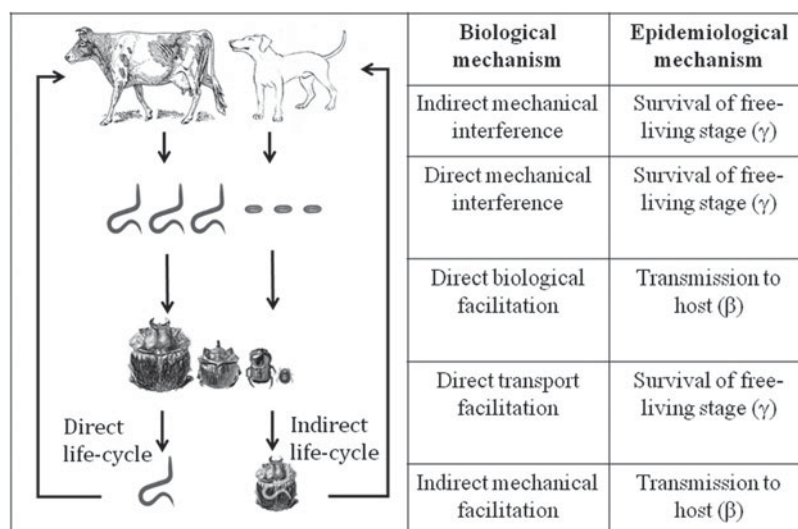 Direct
life-cycle
Indirect
life-cycle
Biological
mechanism
Epidemiological
mechanism
Indirect mechanical
interference
Survival of free-
living stage (γ)
Direct mechanical
interference
Survival of free-
living stage (γ)
Direct biological
facilitation
Transmission to
host (β)
Direct transport
facilitation
Survival of free-
living stage (γ)
Indirect mechanical
facilitation
Transmission to
host (β)